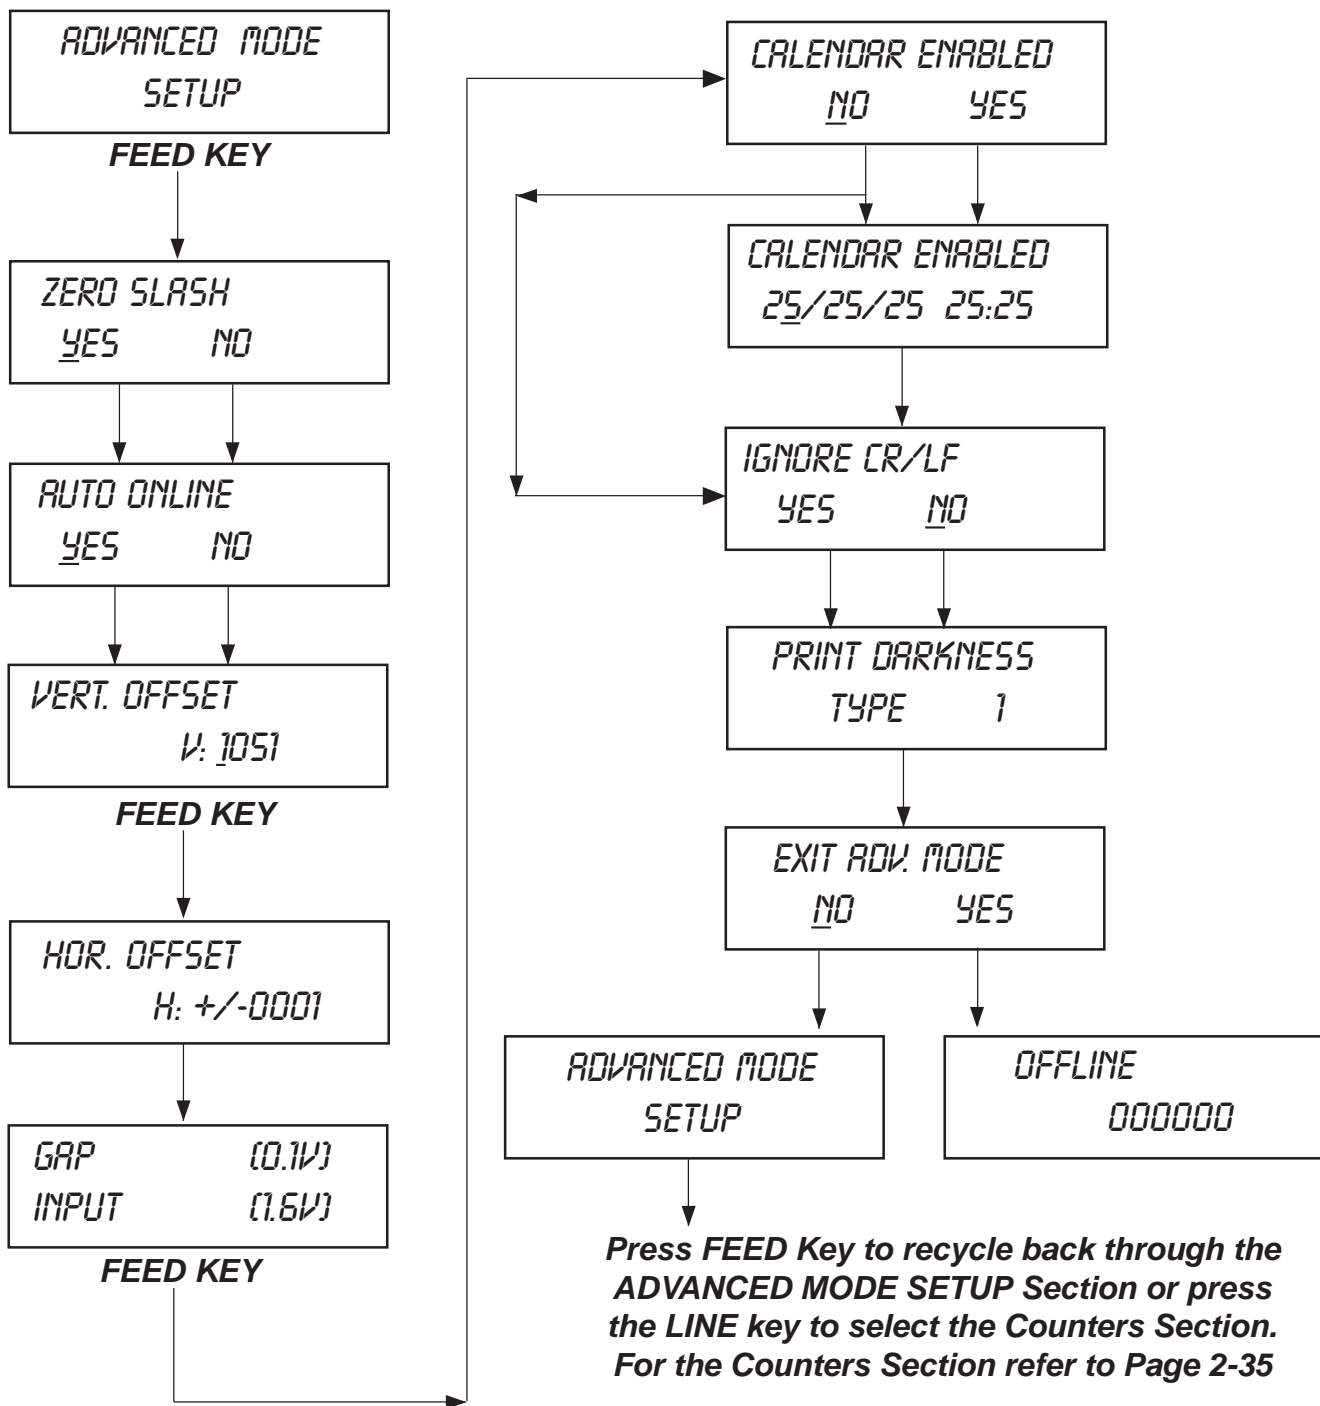 ADVANCED MODE
SETUP
FEED KEY
ZERO SLASH
YES NO
AUTO ONLINE
YES NO
VERT. OFFSET
V: 1051
FEED KEY
HOR. OFFSET
H: +/-0001
GAP (0.1V)
INPUT (1.6V)
FEED KEY
CALENDAR ENABLED
NO YES
CALENDAR ENABLED
25/25/25 25:25
IGNORE CR/LF
YES NO
PRINT DARKNESS
TYPE 1
EXIT ADV. MODE
NO YES
ADVANCED MODE
SETUP
OFFLINE
000000
Press FEED Key to recycle back through the
ADVANCED MODE SETUP Section or press
the LINE key to select the Counters Section.
For the Counters Section refer to Page 2-35